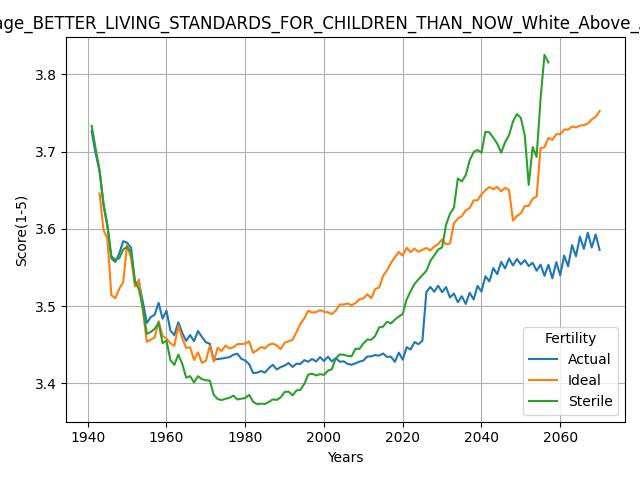 age_BETTER_LIVING_STANDARDS_FOR_CHILDREN_THAN_NOW_White_Above_
3.8
3.7
3.6
3.5
3.4
Score(1-5)
1940 1960 1980 2000 2020 2040 2060
Years
Fertility
Actual
Ideal
Sterile